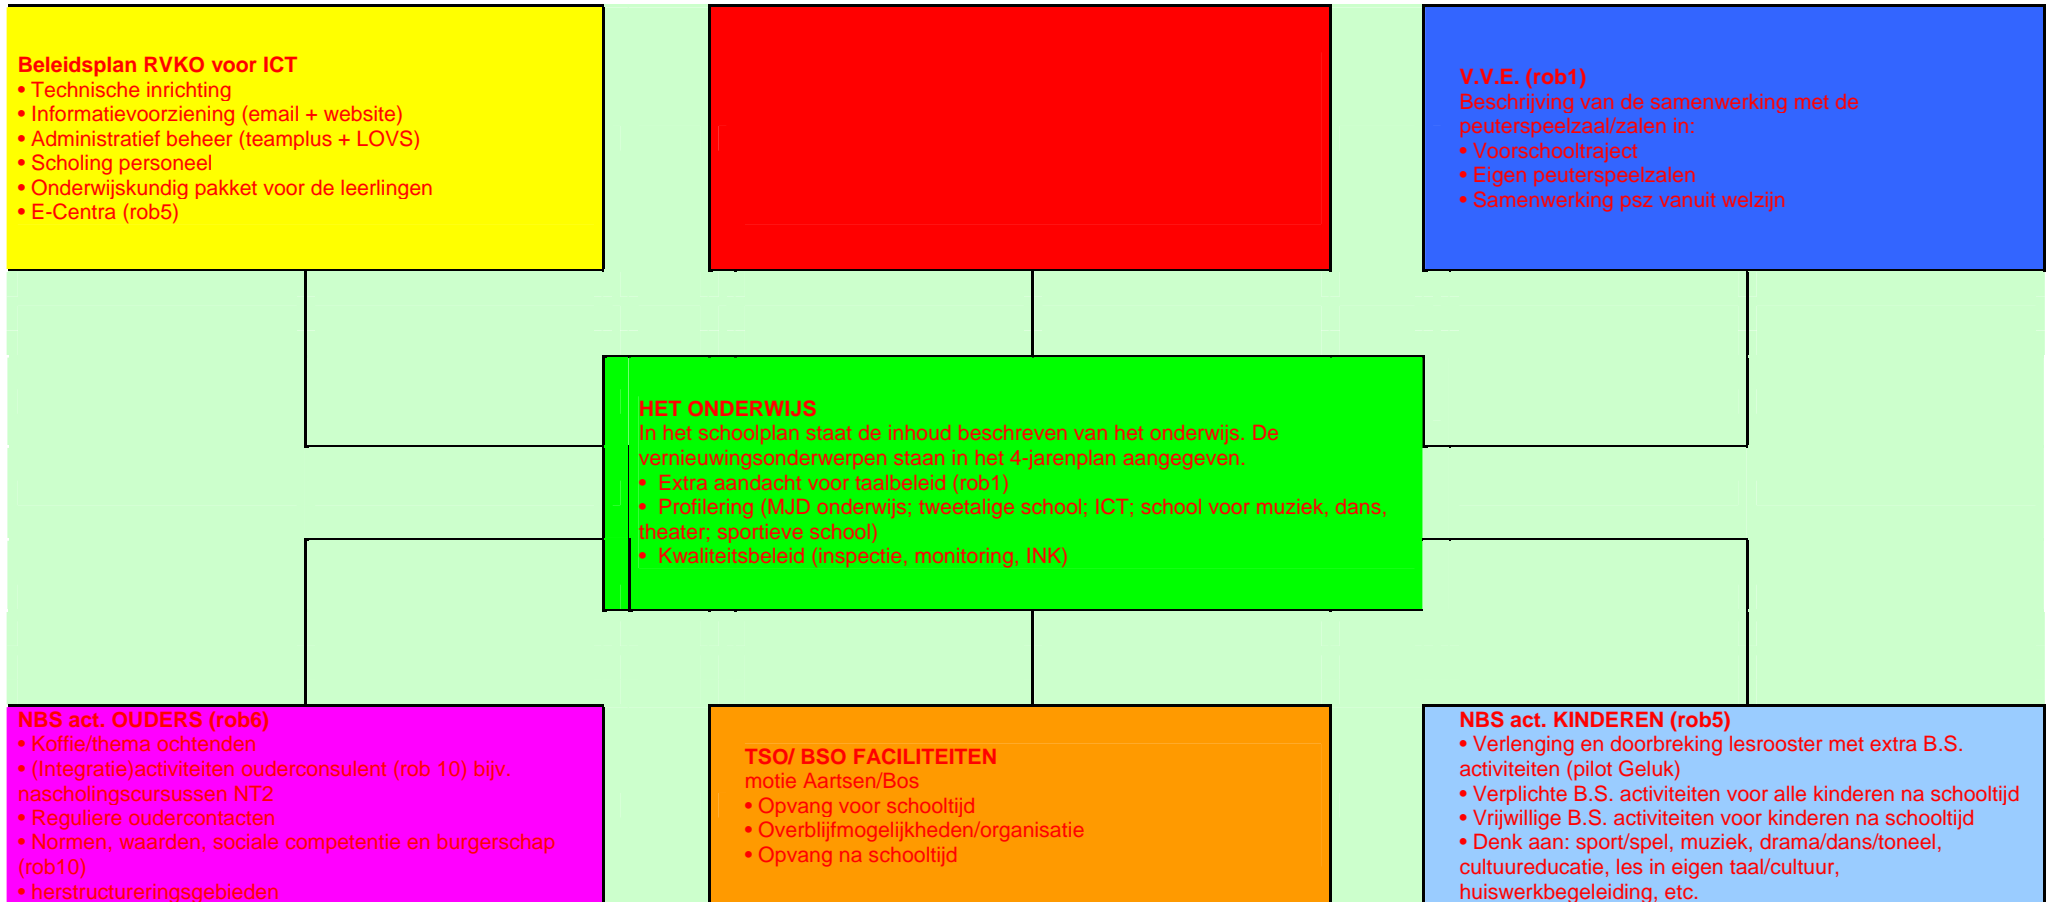 Beleidsplan RVKO voor ICT
• Technische inrichting
• Informatievoorziening (email + website)
• Administratief beheer (teamplus + LOVS)
• Scholing personeel
• Onderwijskundig pakket voor de leerlingen
• E-Centra (rob5)
V.V.E. (rob1)
Beschrijving van de samenwerking met de
peuterspeelzaal/zalen in:
• Voorschooltraject
• Eigen peuterspeelzalen
• Samenwerking psz vanuit welzijn
HET ONDERWIJS
In het schoolplan staat de inhoud beschreven van het onderwijs. De
vernieuwingsonderwerpen staan in het 4-jarenplan aangegeven.
• Extra aandacht voor taalbeleid (rob1)
• Profilering (MJD onderwijs; tweetalige school; ICT; school voor muziek, dans,
theater; sportieve school)
• Kwaliteitsbeleid (inspectie, monitoring, INK)
NBS act. OUDERS (rob6)
• Koffie/thema ochtenden
• (Integratie)activiteiten ouderconsulent (rob 10) bijv.
nascholingscursussen NT2
• Reguliere oudercontacten
• Normen, waarden, sociale competentie en burgerschap
(rob10)
• herstructureringsgebieden
TSO/ BSO FACILITEITEN
motie Aartsen/Bos
• Opvang voor schooltijd
• Overblijfmogelijkheden/organisatie
• Opvang na schooltijd
NBS act. KINDEREN (rob5)
• Verlenging en doorbreking lesrooster met extra B.S.
activiteiten (pilot Geluk)
• Verplichte B.S. activiteiten voor alle kinderen na schooltijd
• Vrijwillige B.S. activiteiten voor kinderen na schooltijd
• Denk aan: sport/spel, muziek, drama/dans/toneel,
cultuureducatie, les in eigen taal/cultuur,
huiswerkbegeleiding, etc.